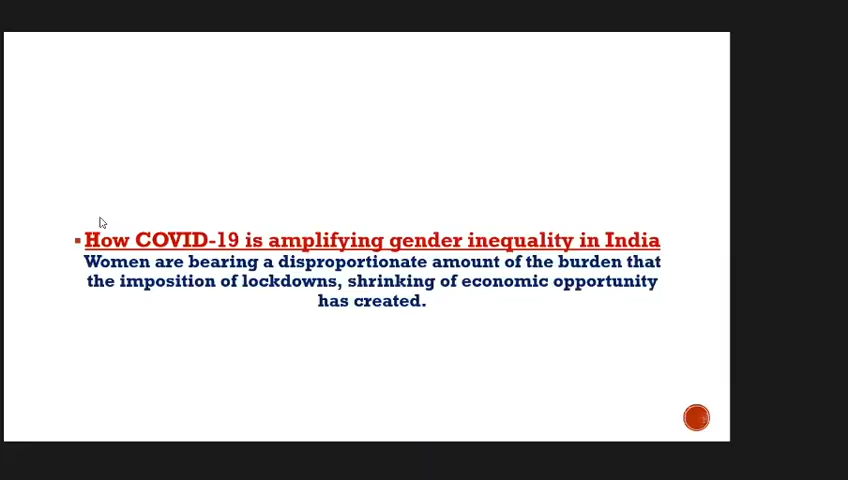 How COVID-19 is amplifying gender inequality in India
Women are bearing a disproportionate amount of the burden that
the imposition of lockdowns, shrinking of economic opportunity
has created.